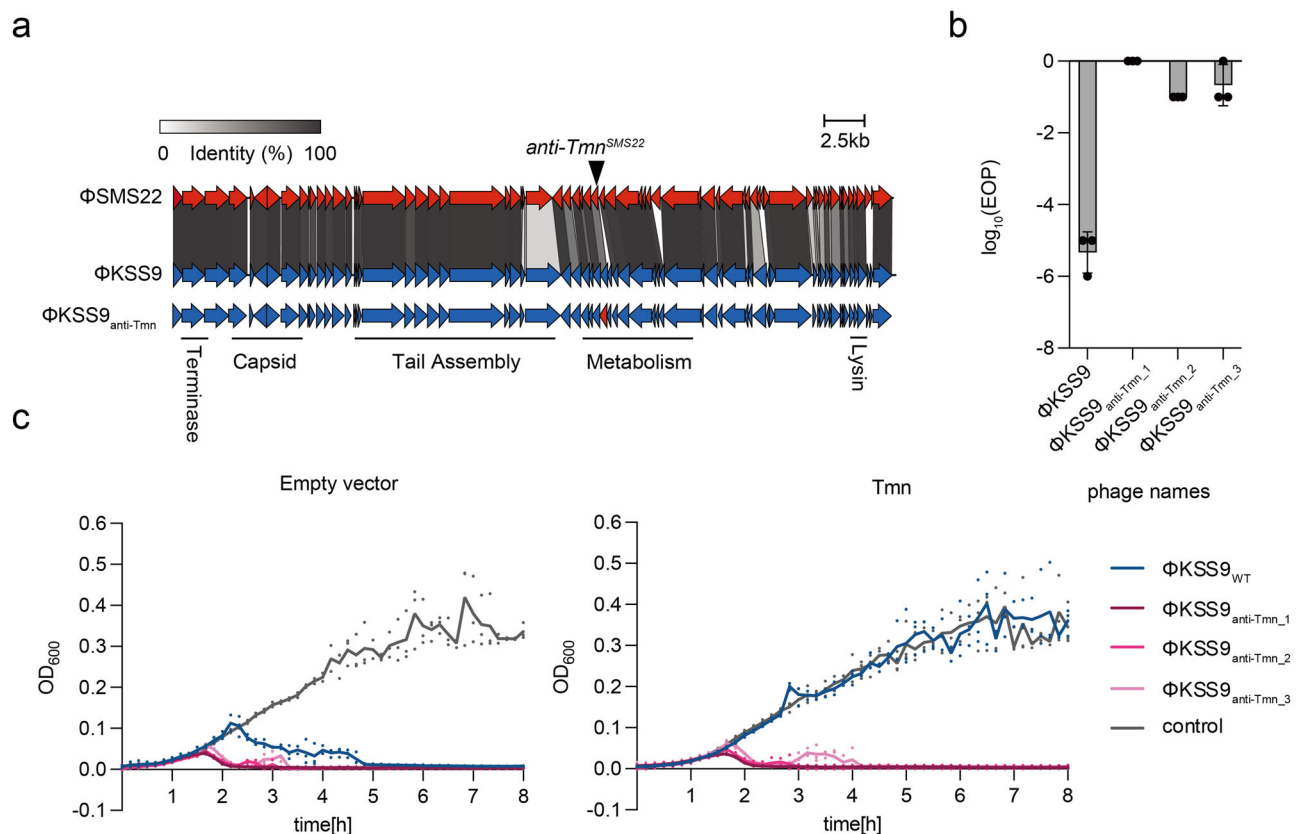 a
b
0 Identity (%) 100
2.5kb
anti-Tmn^SMS22
ΦSMS22
ΦKSS9
ΦKSS9anti-Tmn
Terminase
Capsid
Tail Assembly
Metabolism
Lysin
log10(EOP)
0
-2
-4
-6
-8
ΦKSS9
ΦKSS9anti-Tmn_1
ΦKSS9anti-Tmn_2
ΦKSS9anti-Tmn_3
c
Empty vector
OD600
0.6
0.5
0.4
0.3
0.2
0.1
0.0
-0.1
1 2 3 4 5 6 7 8
time[h]
Tmn
OD600
0.6
0.5
0.4
0.3
0.2
0.1
0.0
-0.1
1 2 3 4 5 6 7 8
time[h]
phage names
ΦKSS9WT
ΦKSS9anti-Tmn_1
ΦKSS9anti-Tmn_2
ΦKSS9anti-Tmn_3
control